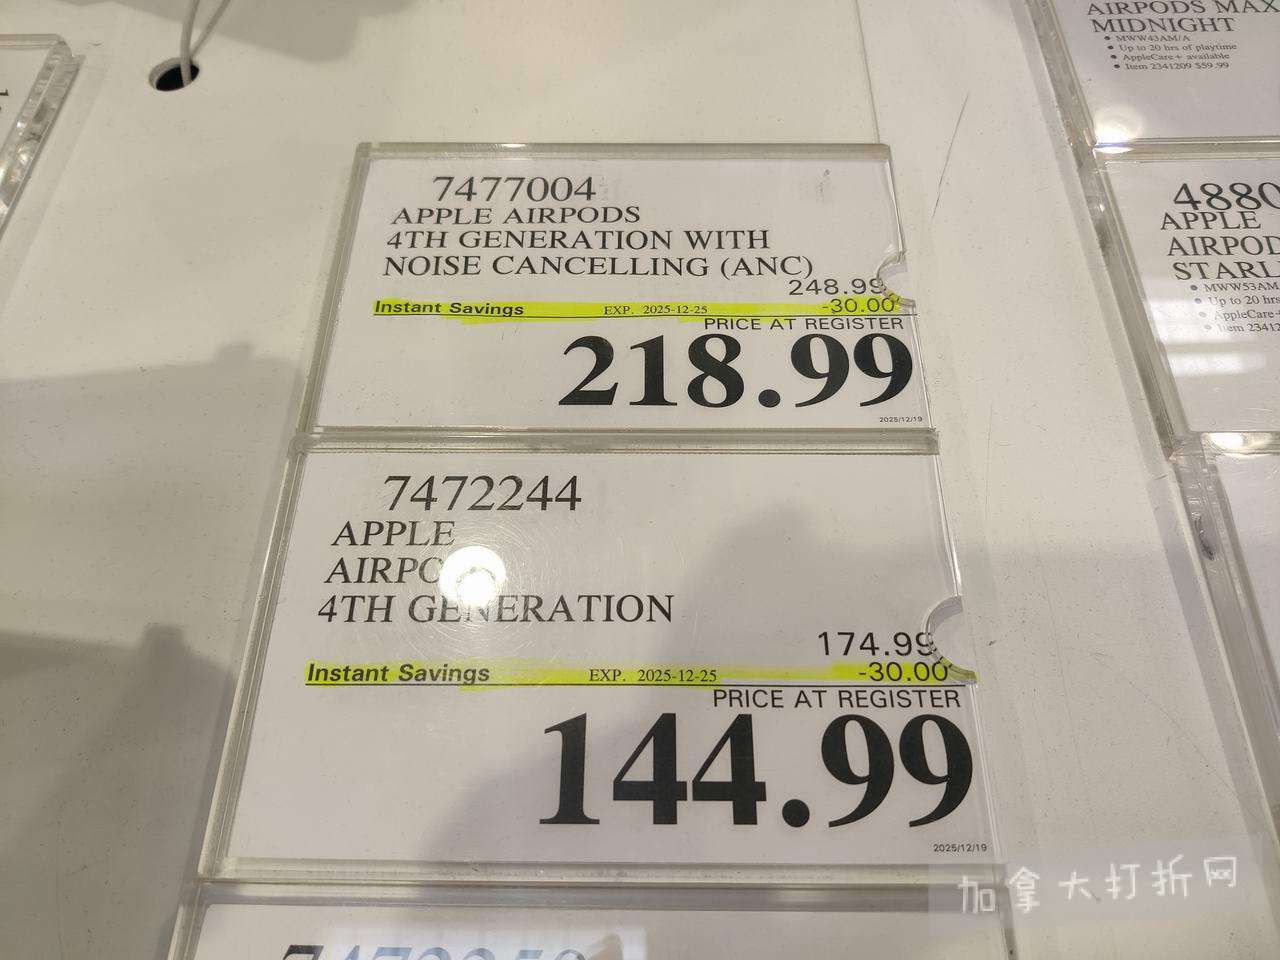 7477004
APPLE AIRPODS
4TH GENERATION WITH
NOISE CANCELLING (ANC)
248.99
Instant Savings EXP. 2025-12-25 -30.00
PRICE AT REGISTER
218.99
2025/12/19
7472244
APPLE
AIRPO
4TH GENERATION
174.99
Instant Savings EXP. 2025-12-25 -30.00
PRICE AT REGISTER
144.99
2025/12/19
AIRPODS MAX
MIDNIGHT
• MWW43AM/A
• Up to 20 hrs of playtime
• AppleCare+ available
• Item 2341209 $59.99
4880
APPLE
AIRPOD
STARLI
• MWW53AM/
• Up to 20 hrs
• AppleCare+
• Item 2341
加拿大打折网